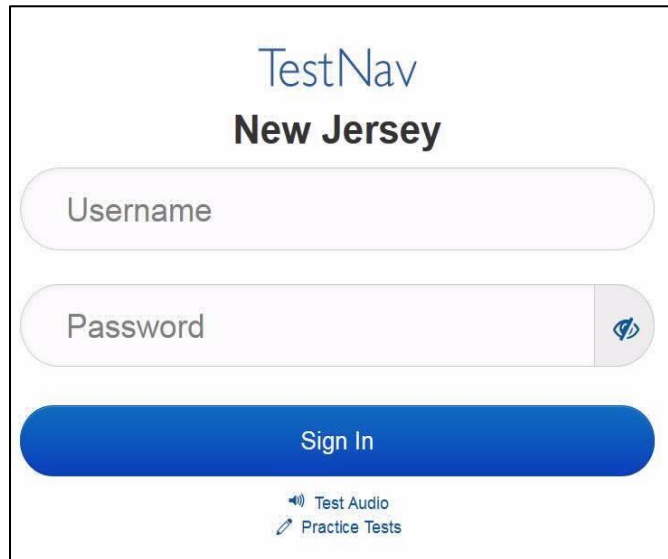 TestNav
New Jersey
Username
Password
Sign In
Test Audio
Practice Tests